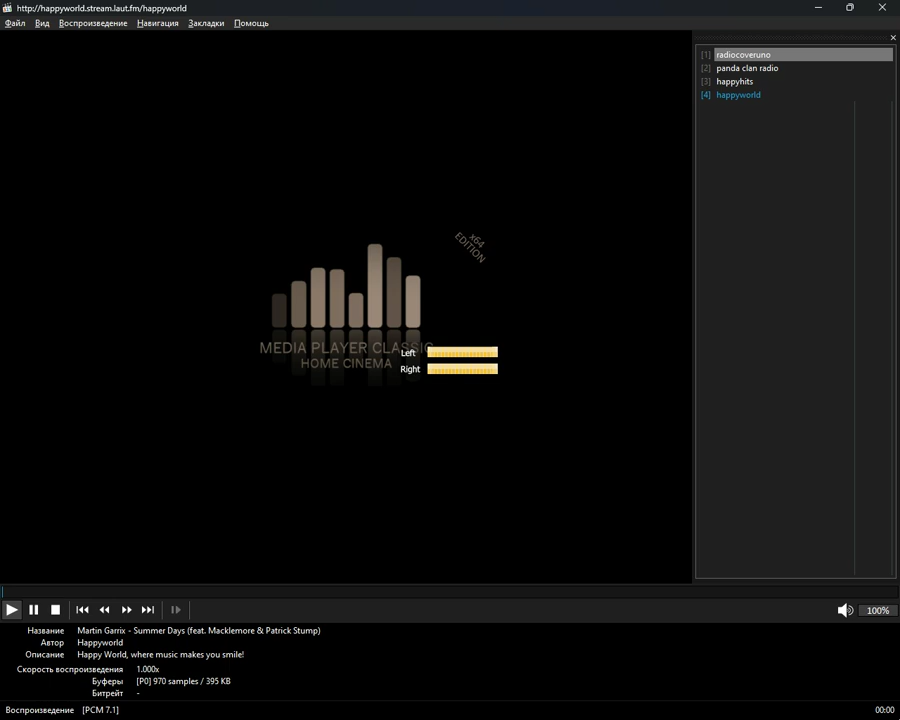 http://happyworld.stream.laut.fm/happyworld
Файл Вид Воспроизведение Навигация Закладки Помощь
[1] radiocoveruno
[2] panda clan radio
[3] happyhits
[4] happyworld
x64
EDITION
MEDIA PLAYER CLASSIC
HOME CINEMA
Left
Right
100%
Название Martin Garrix - Summer Days (feat. Macklemore & Patrick Stump)
Автор Happyworld
Описание Happy World, where music makes you smile!
Скорость воспроизведения 1.000x
Буферы [P0] 970 samples / 395 KB
Битрейт -
Воспроизведение [PCM 7.1] 00:00